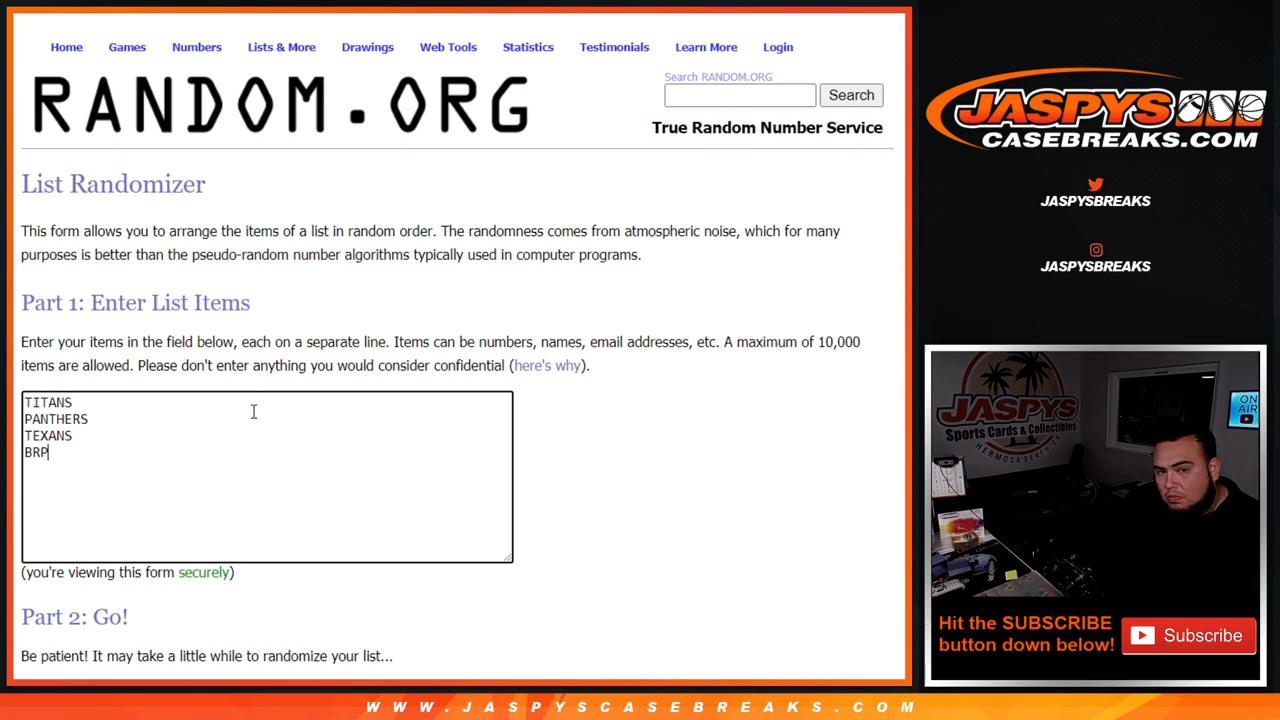 Home Games Numbers Lists & More Drawings Web Tools Statistics Testimonials Learn More Login
RANDOM.ORG
Search RANDOM.ORG
Search
True Random Number Service
List Randomizer
This form allows you to arrange the items of a list in random order. The randomness comes from atmospheric noise, which for many
purposes is better than the pseudo-random number algorithms typically used in computer programs.
Part 1: Enter List Items
Enter your items in the field below, each on a separate line. Items can be numbers, names, email addresses, etc. A maximum of 10,000
items are allowed. Please don't enter anything you would consider confidential (here's why).
TITANS
PANTHERS
TEXANS
BRP
(you're viewing this form securely)
Part 2: Go!
Be patient! It may take a little while to randomize your list...
JASPYS
CASEBREAKS.COM
JASPYSBREAKS
JASPYSBREAKS
JASPYS
Sports Cards & Collectibles
HERMOSA BEACH, CA
ON
AIR
Hit the SUBSCRIBE
button down below!
Subscribe
WWW.JASPYSCASEBREAKS.COM